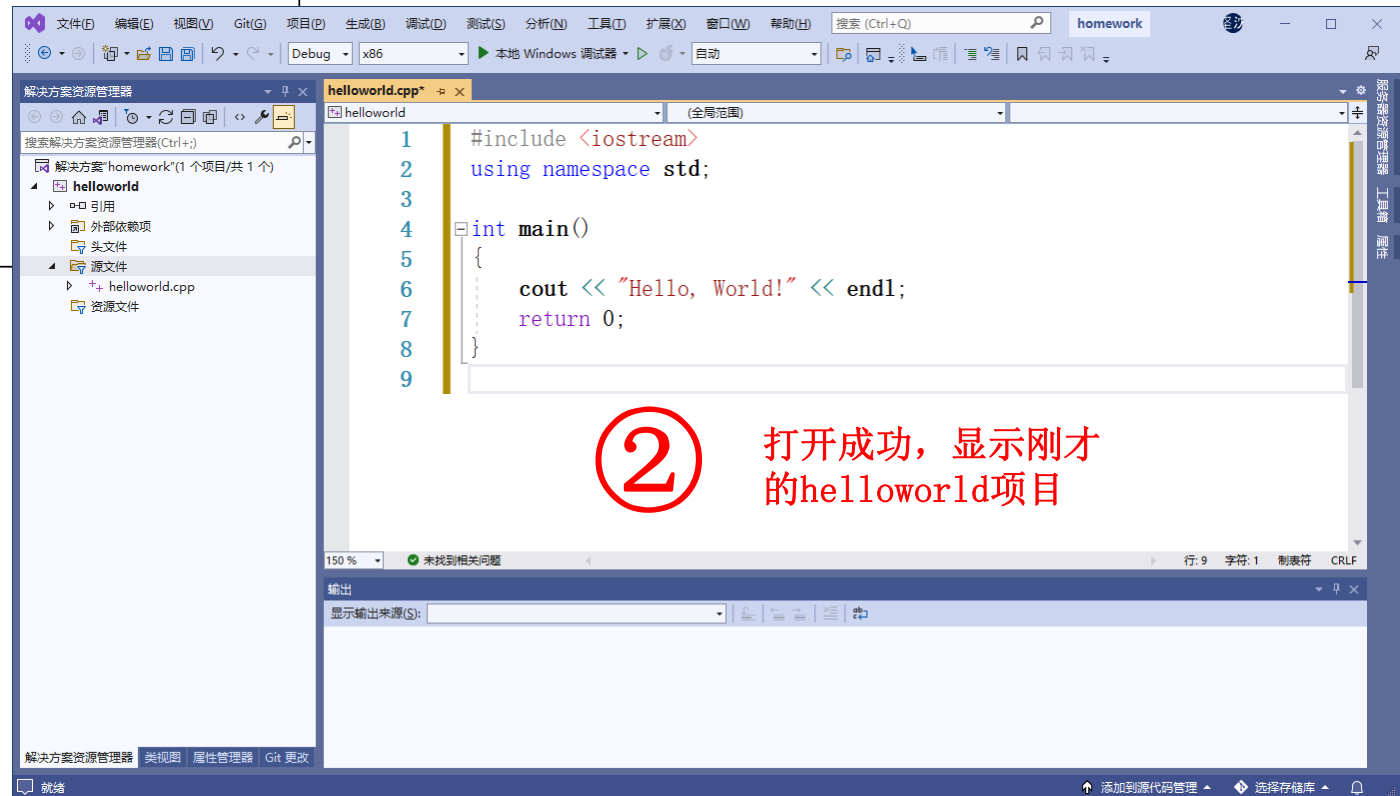 文件(F) 编辑(E) 视图(V) Git(G) 项目(P) 生成(B) 调试(D) 测试(S) 分析(N) 工具(T) 扩展(X) 窗口(W) 帮助(H) 搜索 (Ctrl+Q) homework
Debug x86 本地 Windows 调试器 自动
解决方案资源管理器
搜索解决方案资源管理器(Ctrl+;)
解决方案"homework"(1 个项目/共 1 个)
helloworld
引用
外部依赖项
头文件
源文件
helloworld.cpp
资源文件
解决方案资源管理器 类视图 属性管理器 Git 更改
helloworld.cpp*
helloworld (全局范围)
1 #include <iostream>
2 using namespace std;
3
4 int main()
5 {
6 cout << "Hello, World!" << endl;
7 return 0;
8 }
9
② 打开成功，显示刚才
的helloworld项目
150 % 未找到相关问题 行: 9 字符: 1 制表符 CRLF
输出
显示输出来源(S):
服务器资源管理器
工具箱
属性
就绪 添加到源代码管理 选择存储库